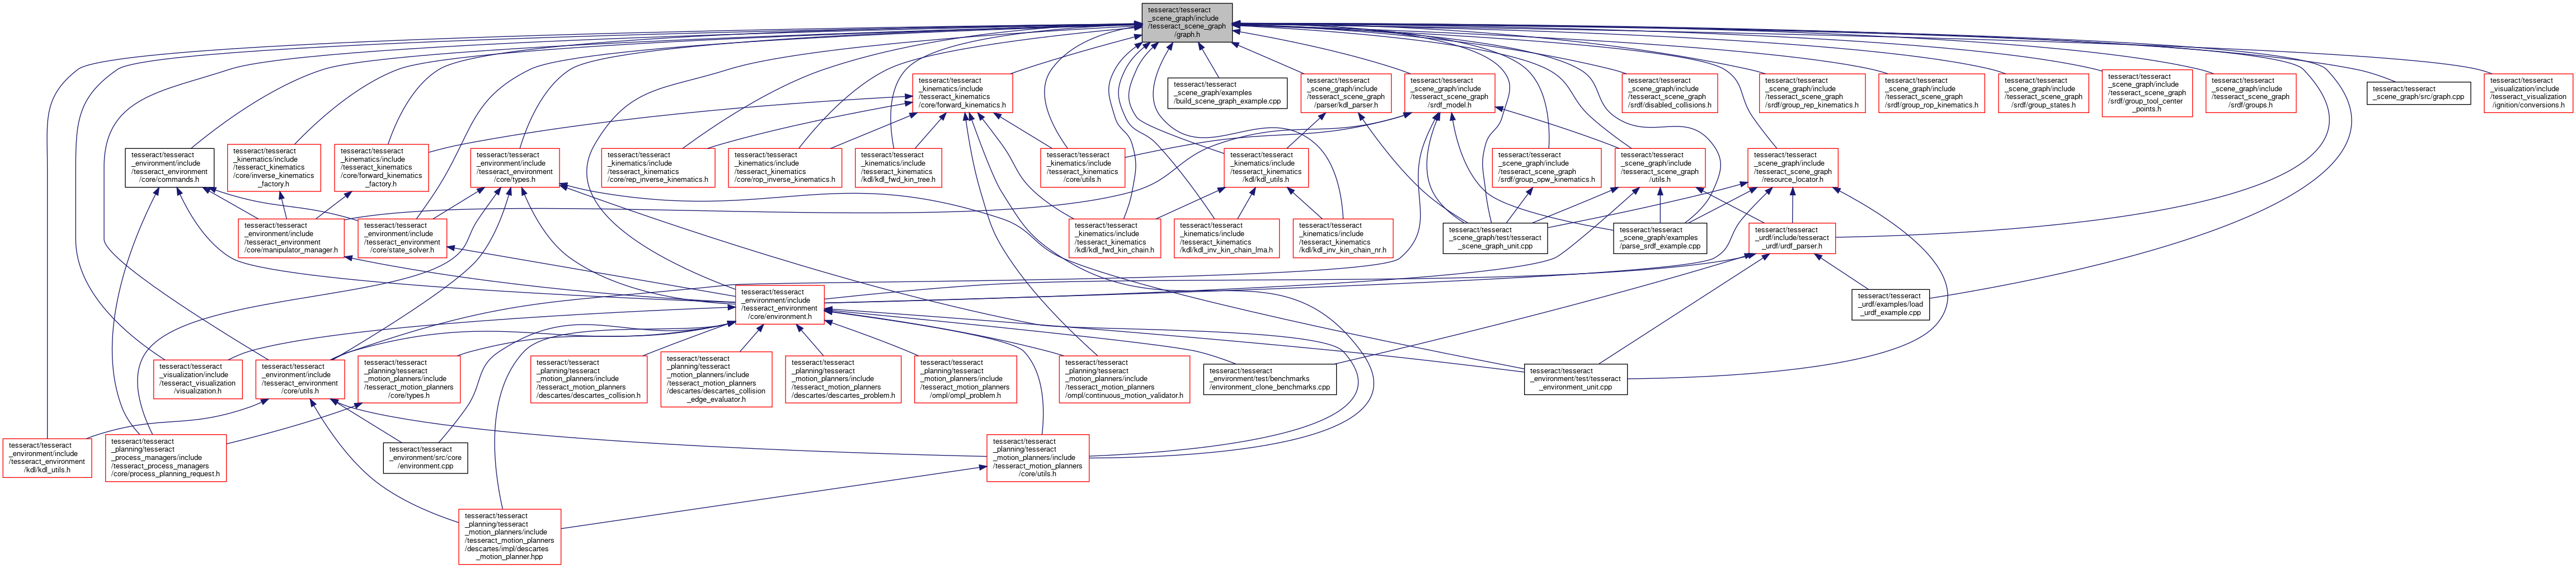 tesseract/tesseract
_scene_graph/include
/tesseract_scene_graph
/graph.h
tesseract/tesseract
_kinematics/include
/tesseract_kinematics
core/forward_kinematics.h
tesseract/tesseract
_scene_graph/examples
/build_scene_graph_example.cpp
tesseract/tesseract
_scene_graph/include
/tesseract_scene_graph
/parser/kdl_parser.h
tesseract/tesseract
_scene_graph/include
/tesseract_scene_graph
/srdf_model.h
tesseract/tesseract
_scene_graph/include
/tesseract_scene_graph
/srdf/disabled_collisions.h
tesseract/tesseract
_scene_graph/include
/tesseract_scene_graph
/srdf/group_rep_kinematics.h
tesseract/tesseract
_scene_graph/include
/tesseract_scene_graph
/srdf/group_rop_kinematics.h
tesseract/tesseract
_scene_graph/include
/tesseract_scene_graph
/srdf/group_states.h
tesseract/tesseract
_scene_graph/include
/tesseract_scene_graph
/srdf/group_tool_center
_points.h
tesseract/tesseract
_scene_graph/include
/tesseract_scene_graph
/srdf/groups.h
tesseract/tesseract
_scene_graph/src/graph.cpp
tesseract/tesseract
_visualization/include
/tesseract_visualization
/ignition/conversions.h
tesseract/tesseract
_environment/include
/tesseract_environment
/core/commands.h
tesseract/tesseract
_kinematics/include
/tesseract_kinematics
/core/inverse_kinematics
_factory.h
tesseract/tesseract
_kinematics/include
/tesseract_kinematics
/core/forward_kinematics
_factory.h
tesseract/tesseract
_environment/include
/tesseract_environment
/core/types.h
tesseract/tesseract
_kinematics/include
/tesseract_kinematics
/core/rep_inverse_kinematics.h
tesseract/tesseract
_kinematics/include
/tesseract_kinematics
/core/rop_inverse_kinematics.h
tesseract/tesseract
_kinematics/include
/tesseract_kinematics
/kdl/kdl_fwd_kin_tree.h
tesseract/tesseract
_kinematics/include
/tesseract_kinematics
/core/utils.h
tesseract/tesseract
_kinematics/include
/tesseract_kinematics
/kdl/kdl_utils.h
tesseract/tesseract
_scene_graph/include
/tesseract_scene_graph
/srdf/group_opw_kinematics.h
tesseract/tesseract
_scene_graph/include
/tesseract_scene_graph
/utils.h
tesseract/tesseract
_scene_graph/include
/tesseract_scene_graph
/resource_locator.h
tesseract/tesseract
_environment/include
/tesseract_environment
/core/manipulator_manager.h
tesseract/tesseract
_environment/include
/tesseract_environment
/core/state_solver.h
tesseract/tesseract
_kinematics/include
/tesseract_kinematics
/kdl/kdl_fwd_kin_chain.h
tesseract/tesseract
_kinematics/include
/tesseract_kinematics
/kdl/kdl_inv_kin_chain_lma.h
tesseract/tesseract
_kinematics/include
/tesseract_kinematics
/kdl/kdl_inv_kin_chain_nr.h
tesseract/tesseract
_scene_graph/test/tesseract
_scene_graph_unit.cpp
tesseract/tesseract
_scene_graph/examples
/parse_srdf_example.cpp
tesseract/tesseract
_urdf/include/tesseract
_urdf/urdf_parser.h
tesseract/tesseract
_environment/include
/tesseract_environment
/core/environment.h
tesseract/tesseract
_urdf/examples/load
_urdf_example.cpp
tesseract/tesseract
_visualization/include
/tesseract_visualization
/visualization.h
tesseract/tesseract
_environment/include
/tesseract_environment
/core/utils.h
tesseract/tesseract
_planning/tesseract
_motion_planners/include
/tesseract_motion_planners
/core/types.h
tesseract/tesseract
_planning/tesseract
_motion_planners/include
/tesseract_motion_planners
/descartes/descartes_collision.h
tesseract/tesseract
_planning/tesseract
_motion_planners/include
/tesseract_motion_planners
/descartes/descartes_collision
_edge_evaluator.h
tesseract/tesseract
_planning/tesseract
_motion_planners/include
/tesseract_motion_planners
/descartes/descartes_problem.h
tesseract/tesseract
_planning/tesseract
_motion_planners/include
/tesseract_motion_planners
/ompl/ompl_problem.h
tesseract/tesseract
_planning/tesseract
_motion_planners/include
/tesseract_motion_planners
/ompl/continuous_motion_validator.h
tesseract/tesseract
_environment/test/benchmarks
/environment_clone_benchmarks.cpp
tesseract/tesseract
_environment/test/tesseract
_environment_unit.cpp
tesseract/tesseract
_environment/include
/tesseract_environment
/kdl/kdl_utils.h
tesseract/tesseract
_planning/tesseract
_process_managers/include
/tesseract_process_managers
/core/process_planning_request.h
tesseract/tesseract
_environment/src/core
/environment.cpp
tesseract/tesseract
_planning/tesseract
_motion_planners/include
/tesseract_motion_planners
/core/utils.h
tesseract/tesseract
_planning/tesseract
_motion_planners/include
/tesseract_motion_planners
/descartes/impl/descartes
_motion_planner.hpp